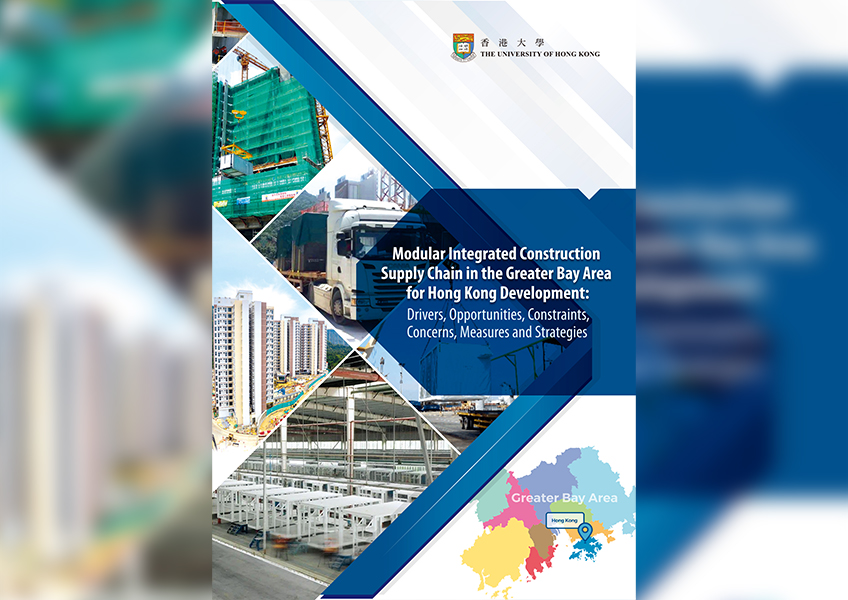 香港大學
THE UNIVERSITY OF HONG KONG
Modular Integrated Construction
Supply Chain in the Greater Bay Area
for Hong Kong Development:
Drivers, Opportunities, Constraints,
Concerns, Measures and Strategies
Greater Bay Area
Hong Kong